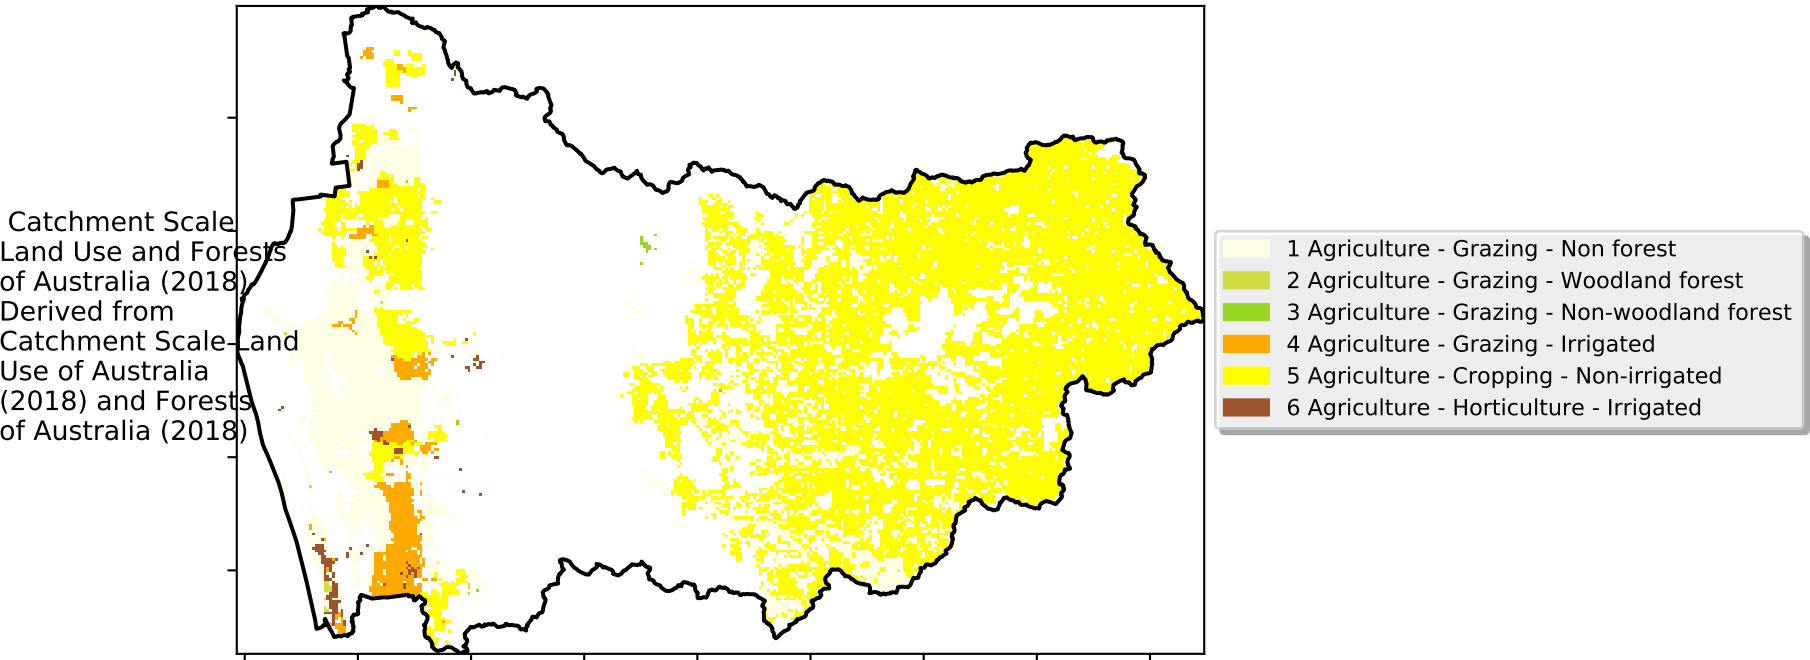 Catchment Scale
Land Use and Forests
of Australia (2018)
Derived from
Catchment Scale Land
Use of Australia
(2018) and Forests
of Australia (2018)
1 Agriculture - Grazing - Non forest
2 Agriculture - Grazing - Woodland forest
3 Agriculture - Grazing - Non-woodland forest
4 Agriculture - Grazing - Irrigated
5 Agriculture - Cropping - Non-irrigated
6 Agriculture - Horticulture - Irrigated